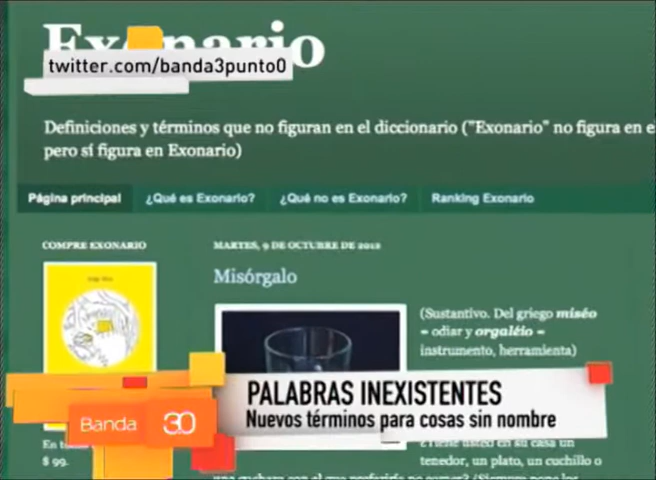 Exonario
twitter.com/banda3punto0
Definiciones y términos que no figuran en el diccionario ("Exonario" no figura en e
pero sí figura en Exonario)
Página principal
¿Qué es Exonario?
¿Qué no es Exonario?
Ranking Exonario
COMPRE EXONARIO
MARTES, 9 DE OCTUBRE DE 2012
Misórgalo
(Sustantivo. Del griego miséo
= odiar y orgaléio =
instrumento, herramienta)
PALABRAS INEXISTENTES
Nuevos términos para cosas sin nombre
Banda 3.0
En
$ 99.
¿Tiene usted en su casa un
tenedor, un plato, un cuchillo o